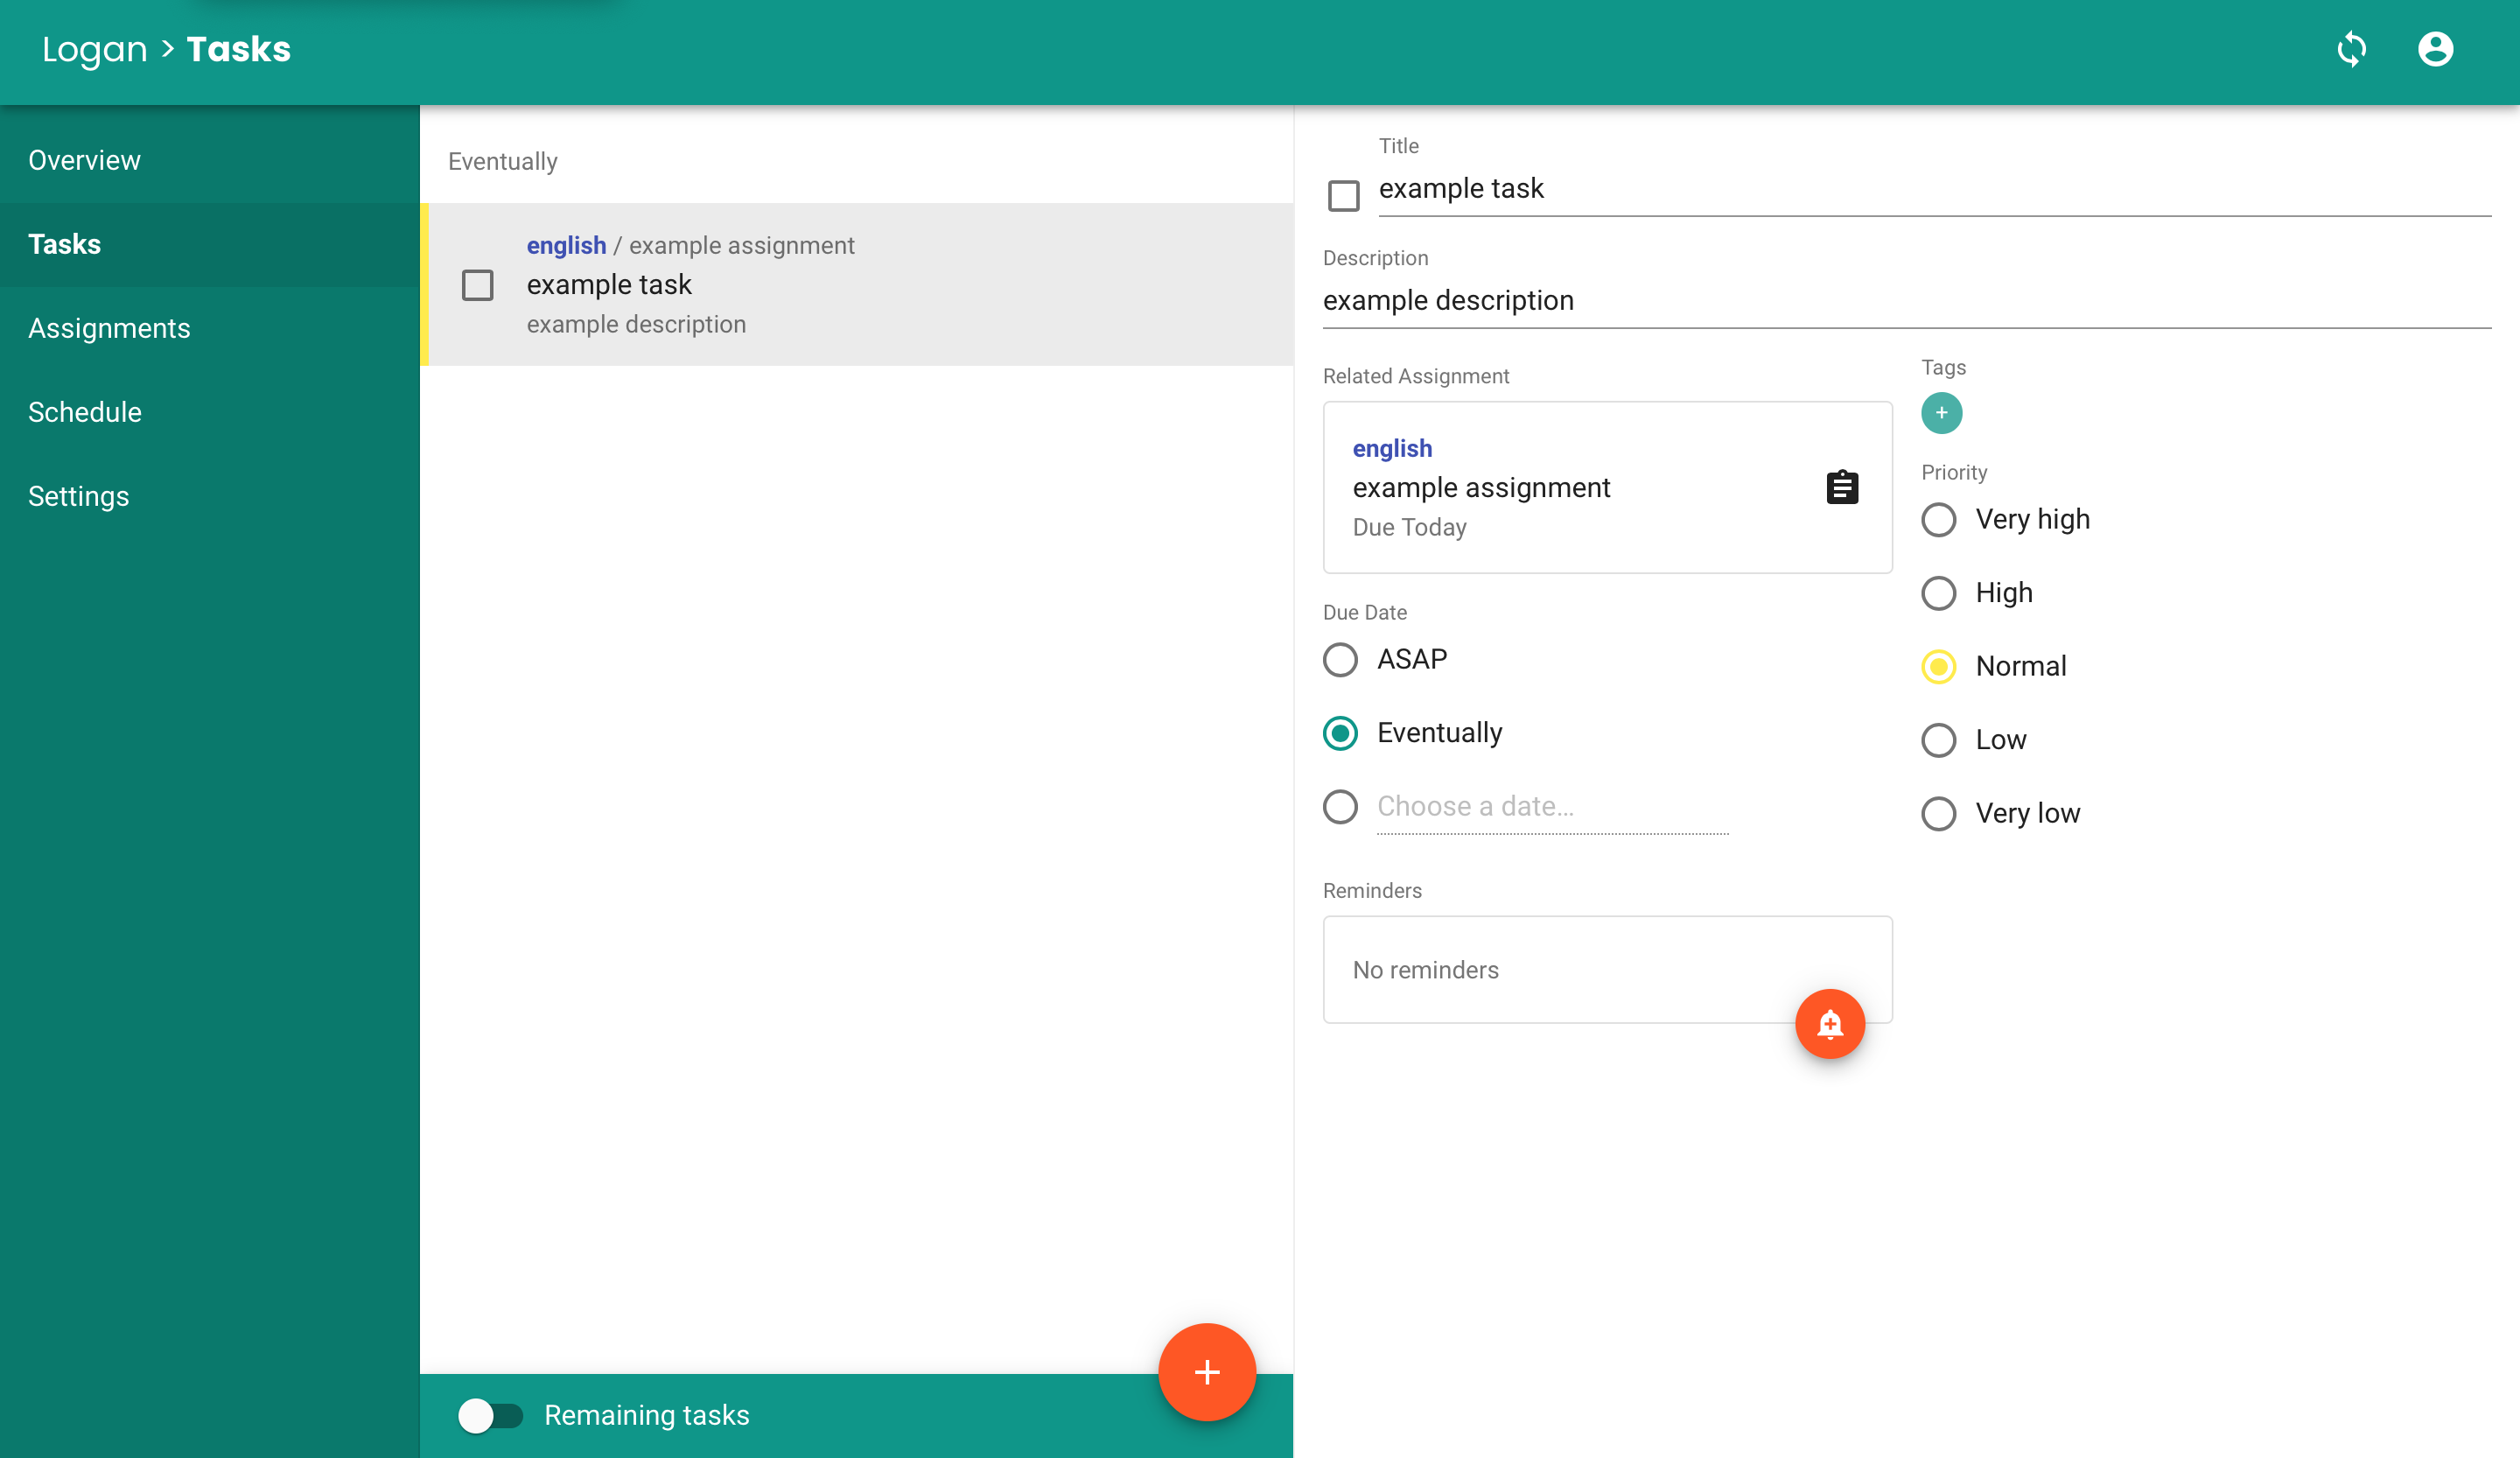 Logan > Tasks
Overview
Tasks
Assignments
Schedule
Settings
Eventually
english / example assignment
example task
example description
Remaining tasks
Title
example task
Description
example description
Related Assignment
english
example assignment
Due Today
Due Date
ASAP
Eventually
Choose a date...
Reminders
No reminders
Tags
Priority
Very high
High
Normal
Low
Very low